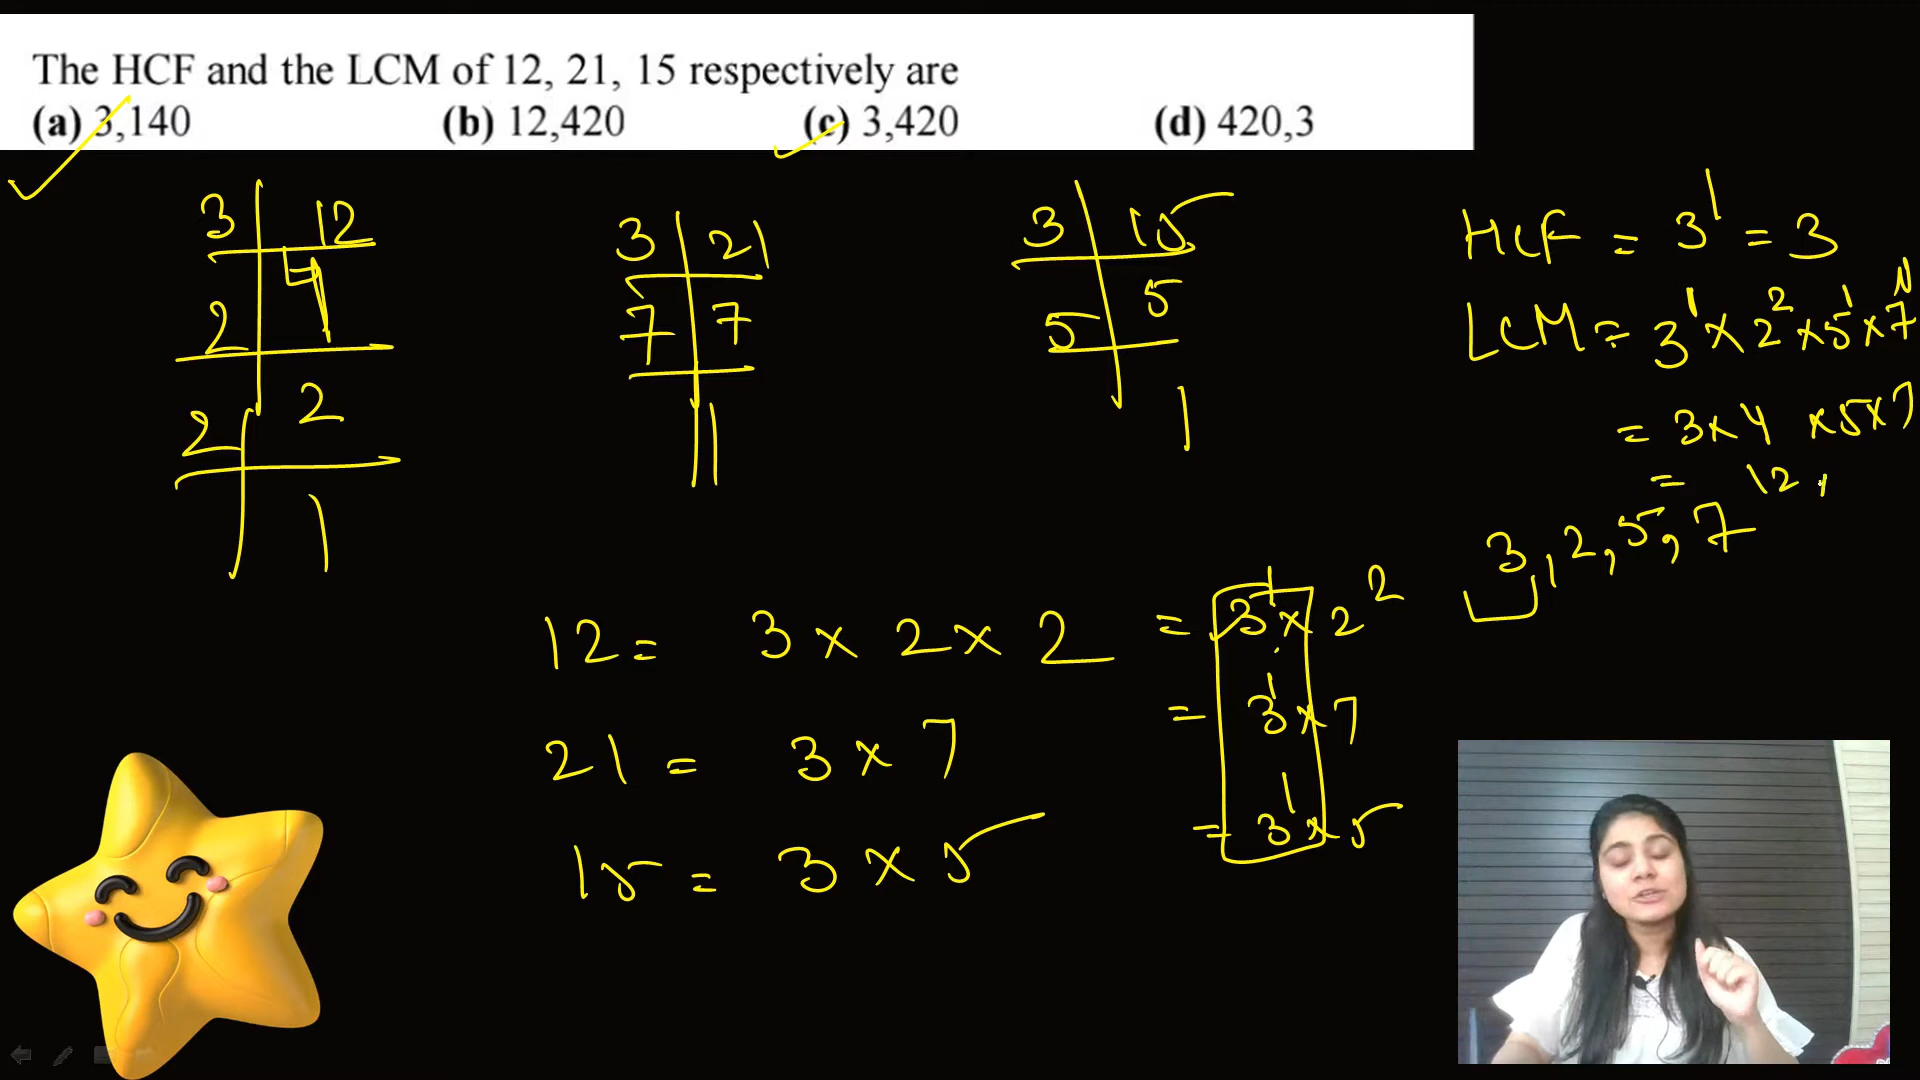 The HCF and the LCM of 12, 21, 15 respectively are
(a) 3,140 (b) 12,420 (c) 3,420 (d) 420,3
3 12
4
2
2
2
1
3 21
7 7
1
3 15
5
5
1
HCF = 3¹ = 3
LCM = 3¹ × 2² × 5¹ × 7¹
= 3 × 4 × 5 × 7
= 12,
3, 2, 5, 7
12 = 3 × 2 × 2 = 3¹ × 2²
21 = 3 × 7 = 3¹ × 7
15 = 3 × 5 = 3¹ × 5